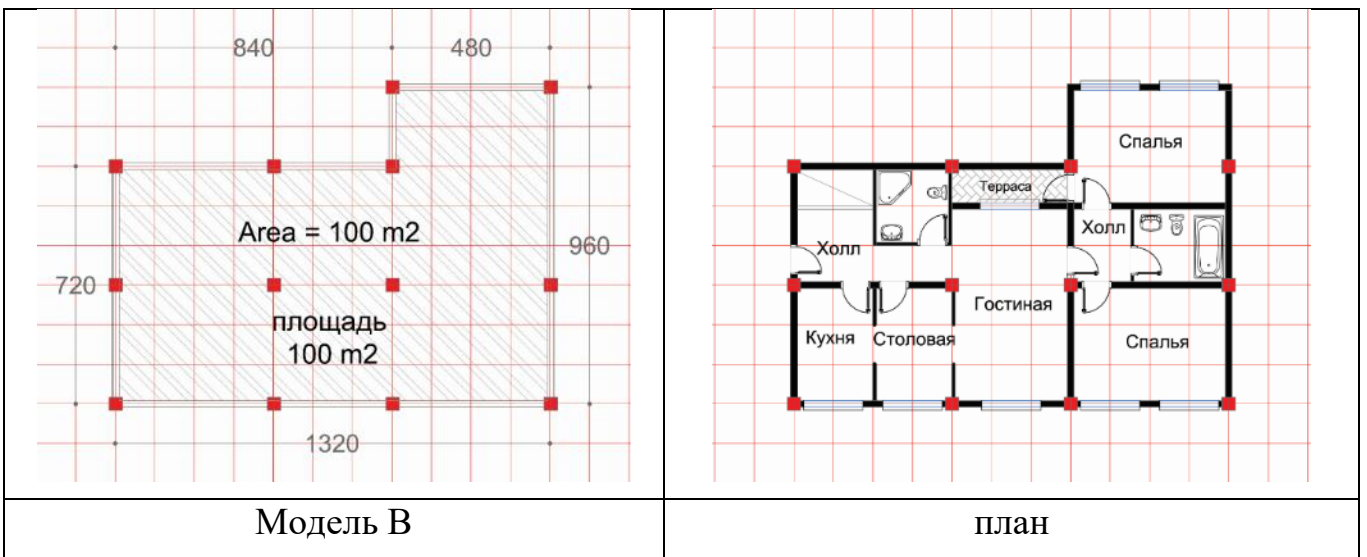 840
480
Area = 100 m2
960
720
площадь
100 m2
1320
Спалья
Терраса
Холл
Холл
Гостиная
Кухня
Столовая
Спалья
Модель В
план